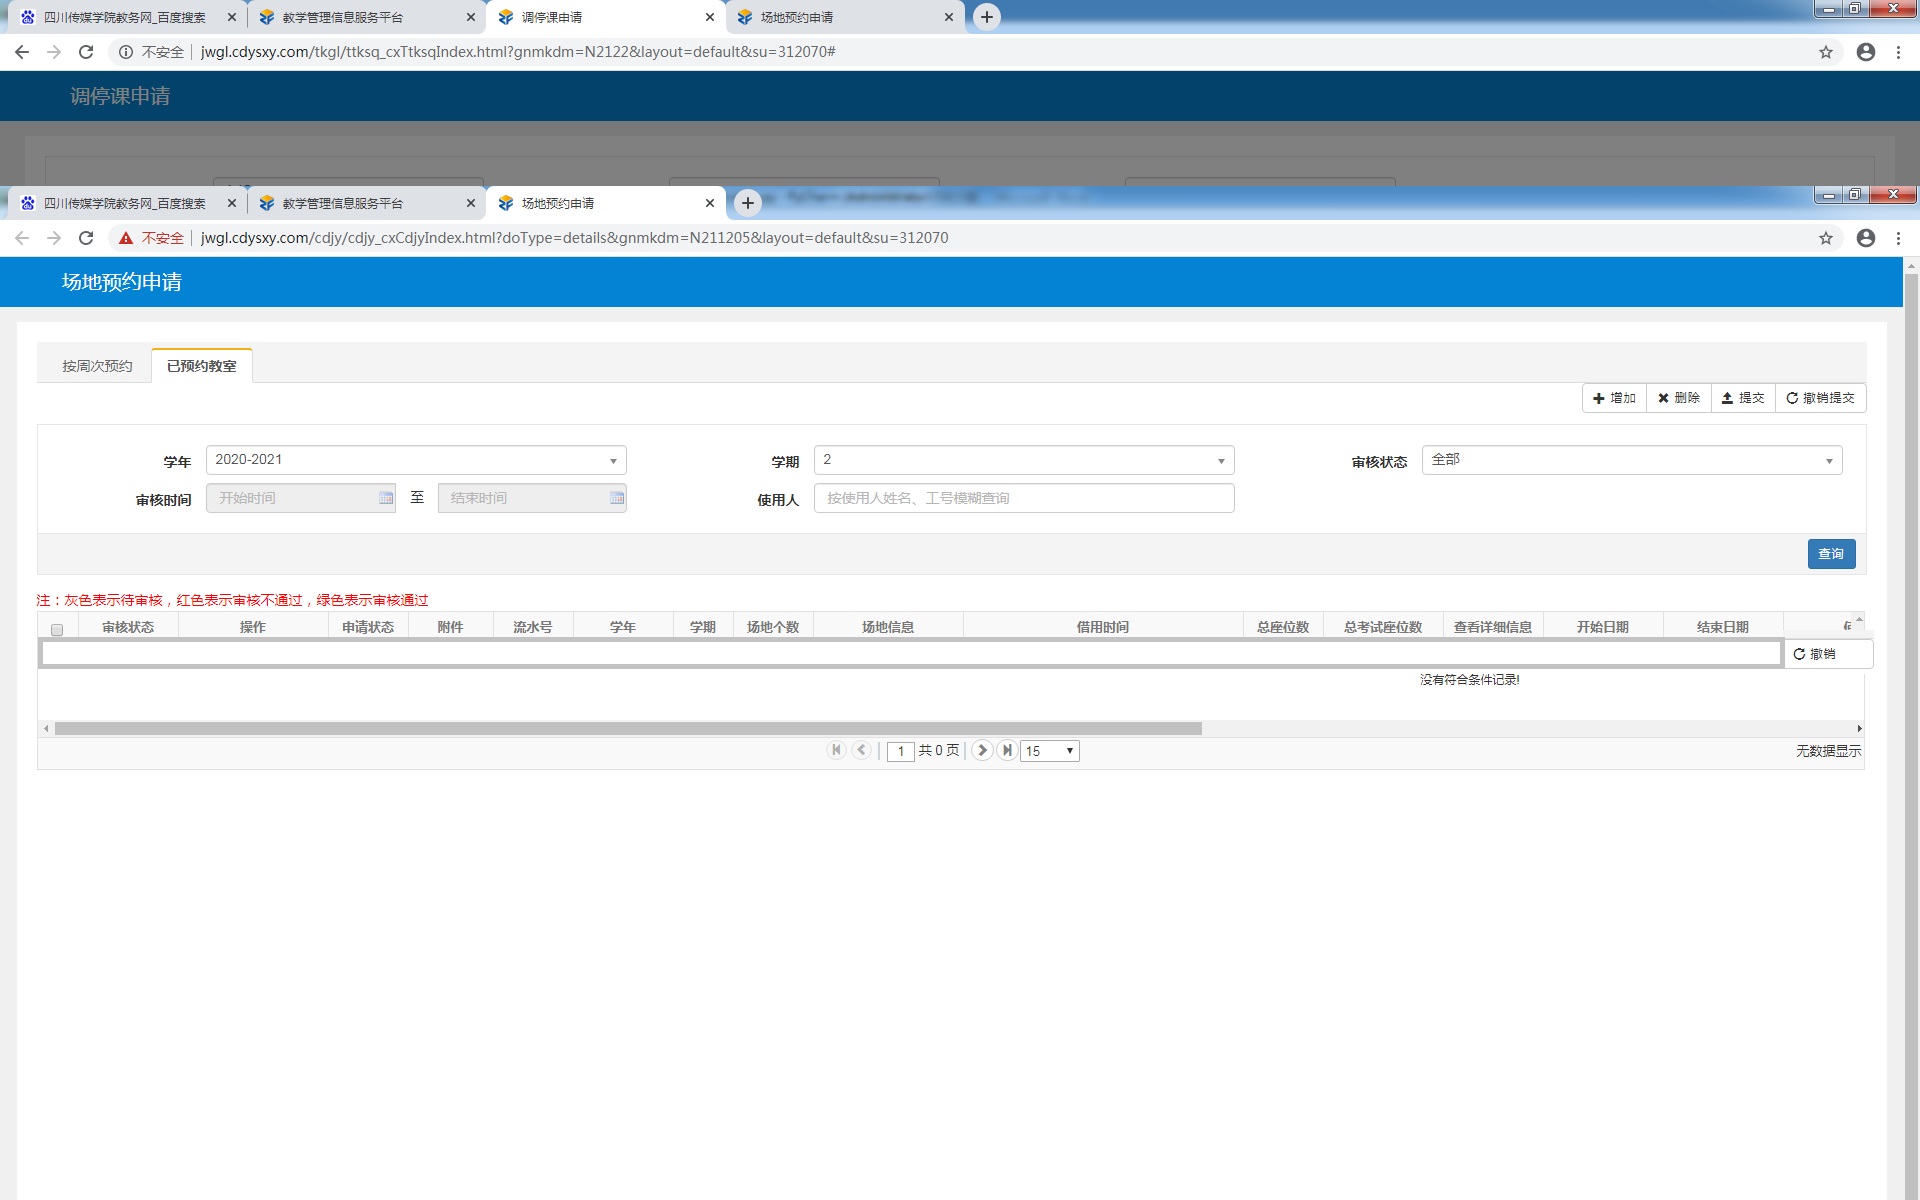 四川传媒学院教务网_百度搜索 教学管理信息服务平台 调停课申请 场地预约申请
不安全 jwgl.cdysxy.com/tkgl/ttksq_cxTtksqIndex.html?gnmkdm=N2122&layout=default&su=312070#
调停课申请
四川传媒学院教务网_百度搜索 教学管理信息服务平台 场地预约申请
不安全 jwgl.cdysxy.com/cdjy/cdjy_cxCdjyIndex.html?doType=details&gnmkdm=N211205&layout=default&su=312070
场地预约申请
按周次预约 已预约教室
增加 删除 提交 撤销提交
学年 2020-2021 学期 2 审核状态 全部
审核时间 开始时间 至 结束时间 使用人 按使用人姓名、工号模糊查询
查询
注：灰色表示待审核，红色表示审核不通过，绿色表示审核通过
审核状态 操作 申请状态 附件 流水号 学年 学期 场地个数 场地信息 借用时间 总座位数 总考试座位数 查看详细信息 开始日期 结束日期
撤销
没有符合条件记录!
1 共 0 页 15 无数据显示